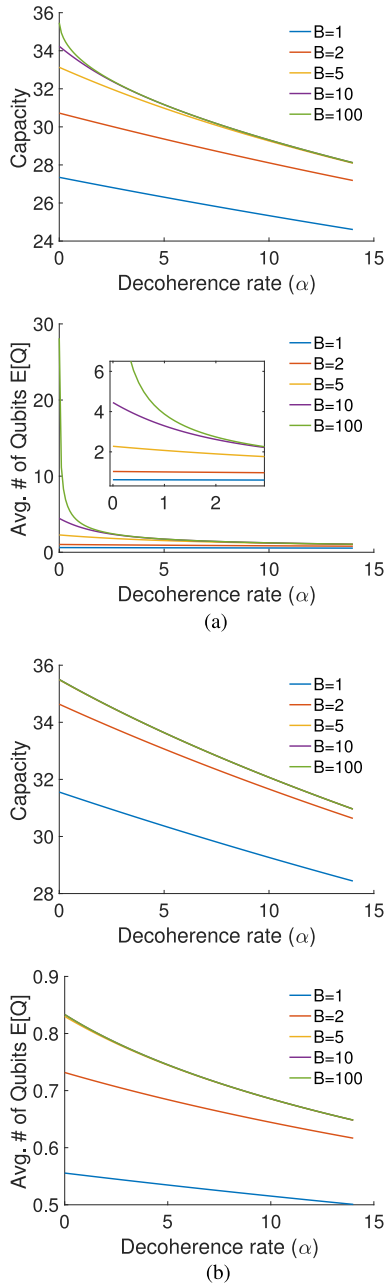 36
34
32
30
28
26
24
Capacity
0
5
10
15
Decoherence rate (α)
B=1
B=2
B=5
B=10
B=100
30
20
10
0
Avg. # of Qubits E[Q]
6
4
2
0
1
2
B=1
B=2
B=5
B=10
B=100
0
5
10
15
Decoherence rate (α)
(a)
36
34
32
30
28
Capacity
B=1
B=2
B=5
B=10
B=100
0
5
10
15
Decoherence rate (α)
0.9
0.8
0.7
0.6
0.5
Avg. # of Qubits E[Q]
B=1
B=2
B=5
B=10
B=100
0
5
10
15
Decoherence rate (α)
(b)